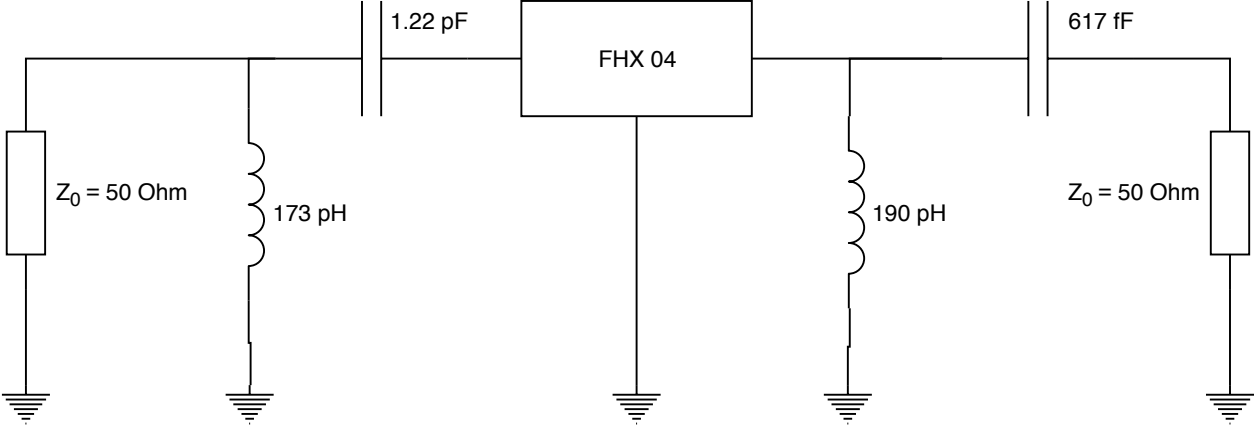 1.22 pF
FHX 04
617 fF
Z0 = 50 Ohm
173 pH
190 pH
Z0 = 50 Ohm